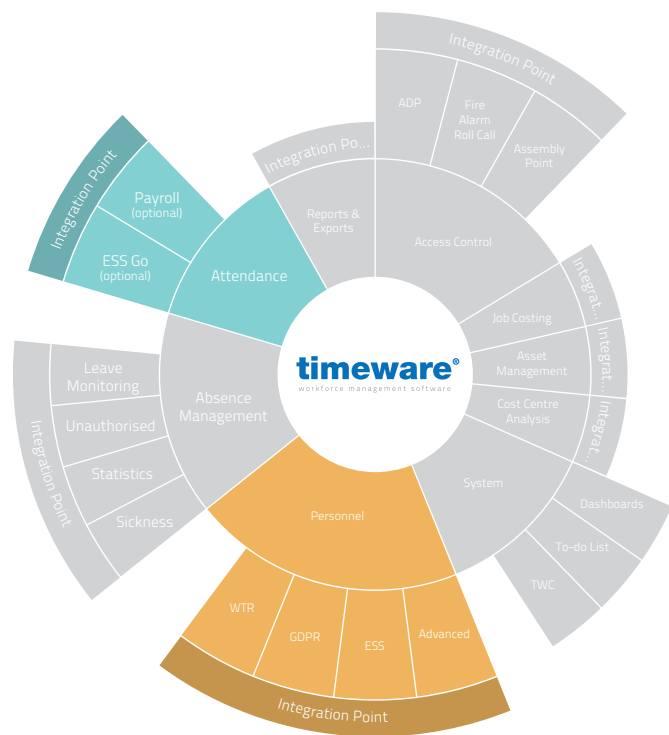 Integration Point
ADP
Fire
Alarm
Roll Call
Assembly
Point
Access Control
Integration Po...
Reports &
Exports
Integration Point
Payroll
(optional)
ESS Go
(optional)
Attendance
Integrat...
Job Costing
Integrat...
Asset
Management
Integrat...
Cost Centre
Analysis
timeware®
workforce management software
System
Dashboards
To-do List
TWC
Absence
Management
Leave
Monitoring
Unauthorised
Statistics
Sickness
Integration Point
Personnel
WTR
GDPR
ESS
Advanced
Integration Point